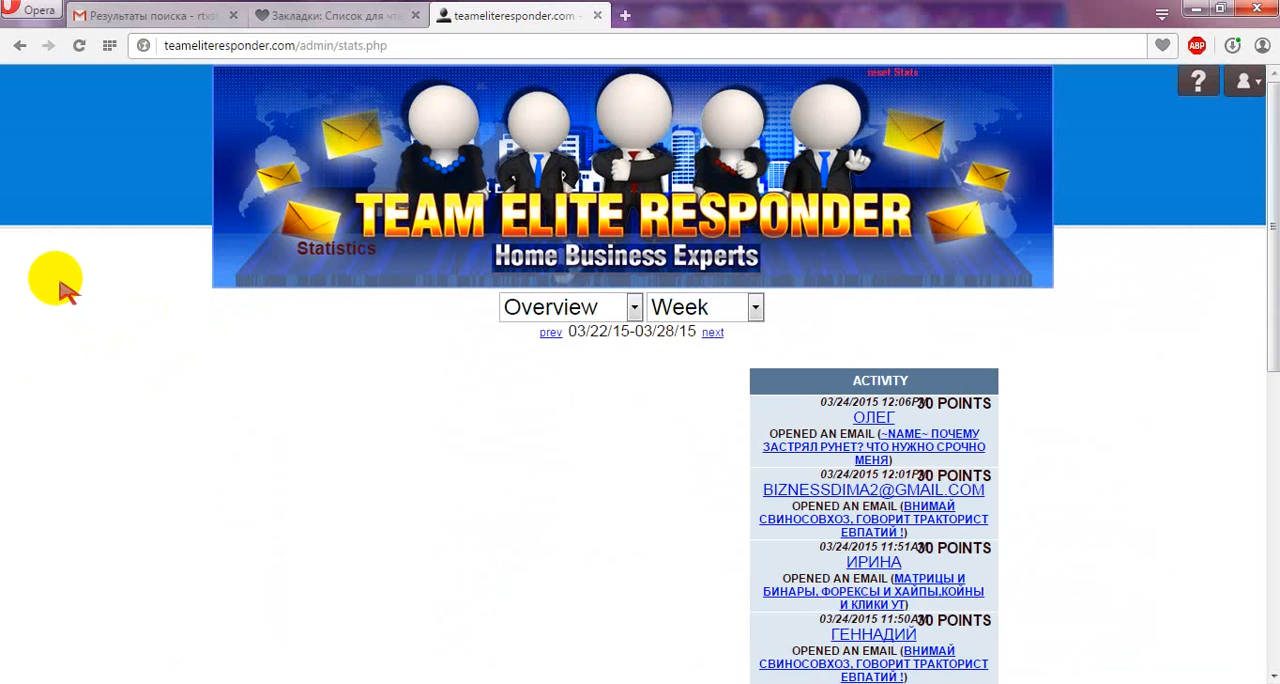 Opera
Результаты поиска - rtxsr
Закладки: Список для чте
teameliteresponder.com -
teameliteresponder.com/admin/stats.php
reset Stats
TEAM ELITE RESPONDER
Statistics
Home Business Experts
Overview Week
prev 03/22/15-03/28/15 next
ACTIVITY
03/24/2015 12:06PM 30 POINTS
ОЛЕГ
OPENED AN EMAIL (~NAME~ ПОЧЕМУ
ЗАСТРЯЛ РУНЕТ? ЧТО НУЖНО СРОЧНО
МЕНЯ)
03/24/2015 12:01PM 30 POINTS
BIZNESSDIMA2@GMAIL.COM
OPENED AN EMAIL (ВНИМАЙ
СВИНОСОВХОЗ, ГОВОРИТ ТРАКТОРИСТ
ЕВПАТИЙ !)
03/24/2015 11:51AM 30 POINTS
ИРИНА
OPENED AN EMAIL (МАТРИЦЫ И
БИНАРЫ, ФОРЕКСЫ И ХАЙПЫ,КОЙНЫ
И КЛИКИ УТ)
03/24/2015 11:50AM 30 POINTS
ГЕННАДИЙ
OPENED AN EMAIL (ВНИМАЙ
СВИНОСОВХОЗ, ГОВОРИТ ТРАКТОРИСТ
ЕВПАТИЙ !)